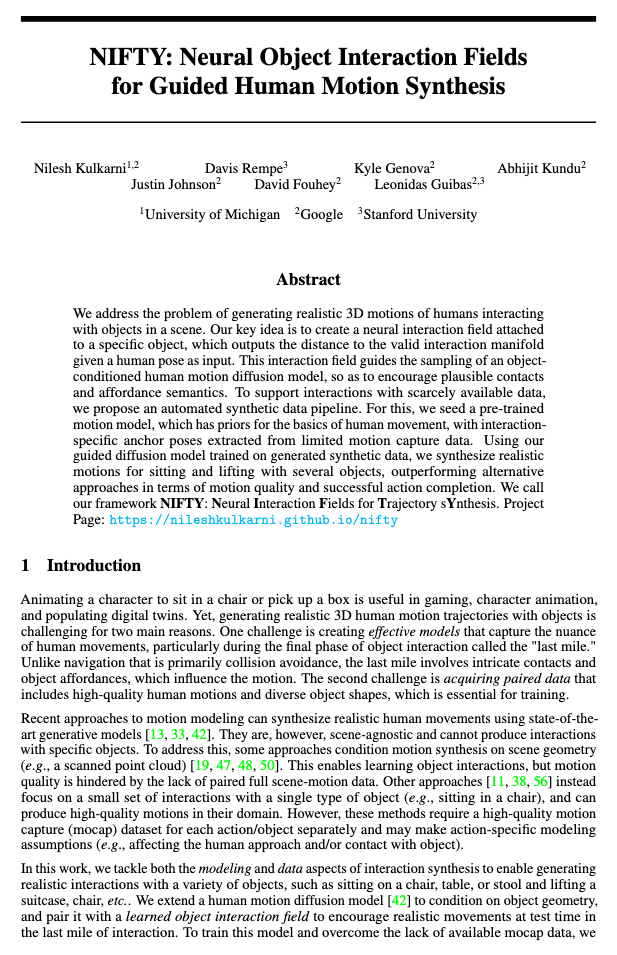 NIFTY: Neural Object Interaction Fields
for Guided Human Motion Synthesis
Nilesh Kulkarni1,2 Davis Rempe3 Kyle Genova2 Abhijit Kundu2
Justin Johnson2 David Fouhey2 Leonidas Guibas2,3
1University of Michigan 2Google 3Stanford University
Abstract
We address the problem of generating realistic 3D motions of humans interacting
with objects in a scene. Our key idea is to create a neural interaction field attached
to a specific object, which outputs the distance to the valid interaction manifold
given a human pose as input. This interaction field guides the sampling of an object-
conditioned human motion diffusion model, so as to encourage plausible contacts
and affordance semantics. To support interactions with scarcely available data,
we propose an automated synthetic data pipeline. For this, we seed a pre-trained
motion model, which has priors for the basics of human movement, with interaction-
specific anchor poses extracted from limited motion capture data. Using our
guided diffusion model trained on generated synthetic data, we synthesize realistic
motions for sitting and lifting with several objects, outperforming alternative
approaches in terms of motion quality and successful action completion. We call
our framework NIFTY: Neural Interaction Fields for Trajectory sYnthesis. Project
Page: https://nileshkulkarni.github.io/nifty
1 Introduction
Animating a character to sit in a chair or pick up a box is useful in gaming, character animation,
and populating digital twins. Yet, generating realistic 3D human motion trajectories with objects is
challenging for two main reasons. One challenge is creating effective models that capture the nuance
of human movements, particularly during the final phase of object interaction called the "last mile."
Unlike navigation that is primarily collision avoidance, the last mile involves intricate contacts and
object affordances, which influence the motion. The second challenge is acquiring paired data that
includes high-quality human motions and diverse object shapes, which is essential for training.
Recent approaches to motion modeling can synthesize realistic human movements using state-of-the-
art generative models [13, 33, 42]. They are, however, scene-agnostic and cannot produce interactions
with specific objects. To address this, some approaches condition motion synthesis on scene geometry
(e.g., a scanned point cloud) [19, 47, 48, 50]. This enables learning object interactions, but motion
quality is hindered by the lack of paired full scene-motion data. Other approaches [11, 38, 56] instead
focus on a small set of interactions with a single type of object (e.g., sitting in a chair), and can
produce high-quality motions in their domain. However, these methods require a high-quality motion
capture (mocap) dataset for each action/object separately and may make action-specific modeling
assumptions (e.g., affecting the human approach and/or contact with object).
In this work, we tackle both the modeling and data aspects of interaction synthesis to enable generating
realistic interactions with a variety of objects, such as sitting on a chair, table, or stool and lifting a
suitcase, chair, etc.. We extend a human motion diffusion model [42] to condition on object geometry,
and pair it with a learned object interaction field to encourage realistic movements at test time in
the last mile of interaction. To train this model and overcome the lack of available mocap data, we